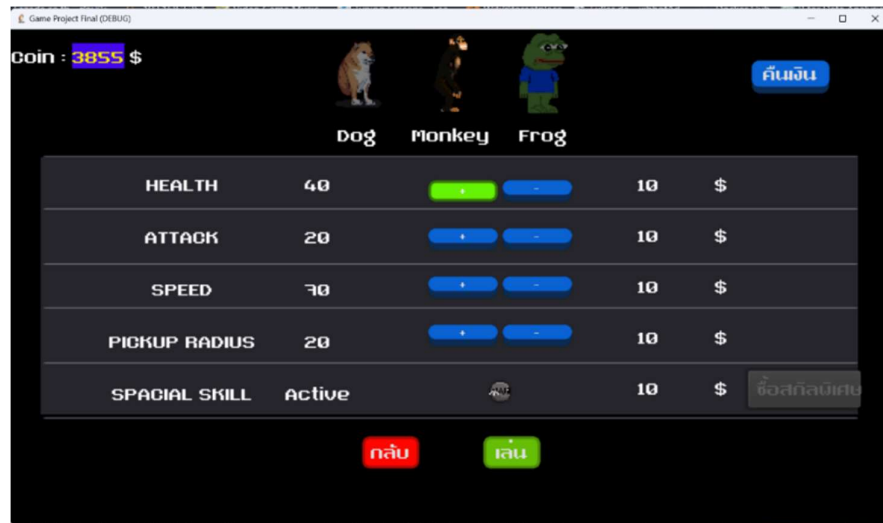 Game Project Final (DEBUG)
Coin : 3855 $
คืนเงิน
Dog Monkey Frog
HEALTH 40 + - 10 $
ATTACK 20 + - 10 $
SPEED 70 + - 10 $
PICKUP RADIUS 20 + - 10 $
SPACIAL SKILL Active 10 $ ซื้อสกิลพิเศษ
กลับ เล่น